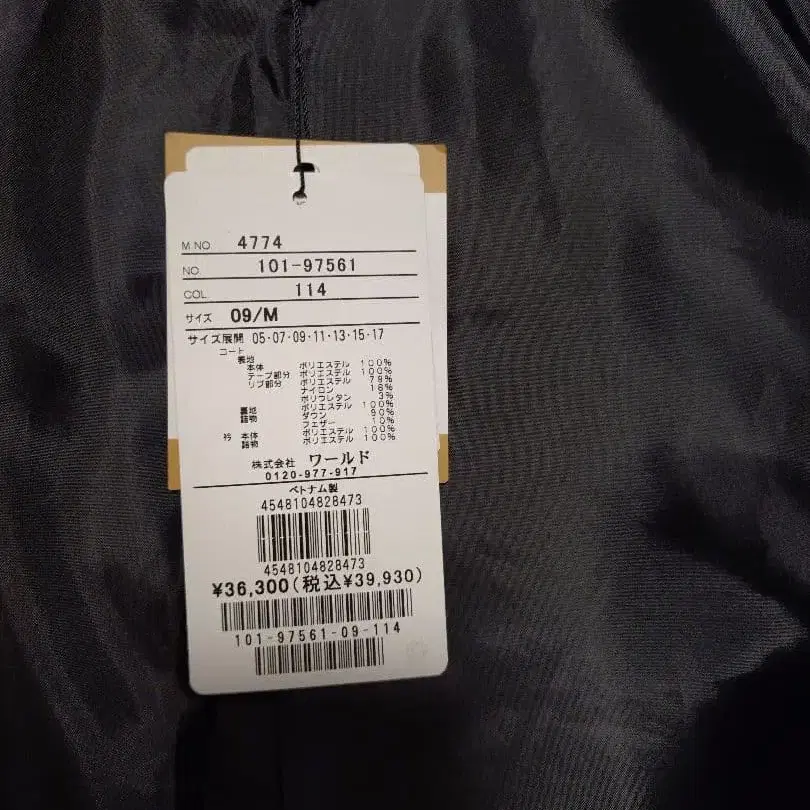 M NO. 4774
NO. 101-97561
COL. 114
サイズ 09/M
サイズ展開 05・07・09・11・13・15・17
コート
表地
本体 ポリエステル 100%
テープ部分 ポリエステル 100%
リブ部分 ポリエステル 79%
ナイロン 18%
ポリウレタン 3%
裏地 ポリエステル 100%
詰物 ダウン 90%
フェザー 10%
衿 本体 ポリエステル 100%
詰物 ポリエステル 100%
株式会社 ワールド
0120-977-917
ベトナム製
4548104828473
4548104828473
¥36,300(税込¥39,930)
101-97561-09-114